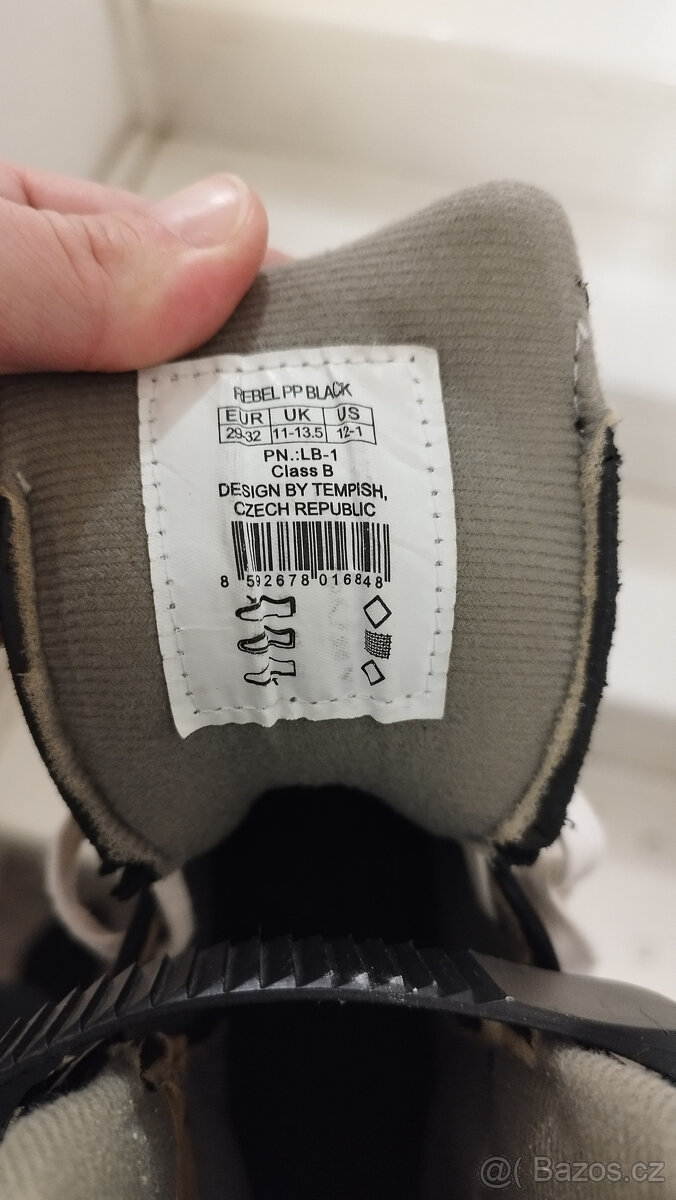 REBEL PP BLACK
EUR UK US
29-32 11-13.5 12-1
PN.:LB-1
Class B
DESIGN BY TEMPISH,
CZECH REPUBLIC
8 592678 016848
@( Bazos.cz